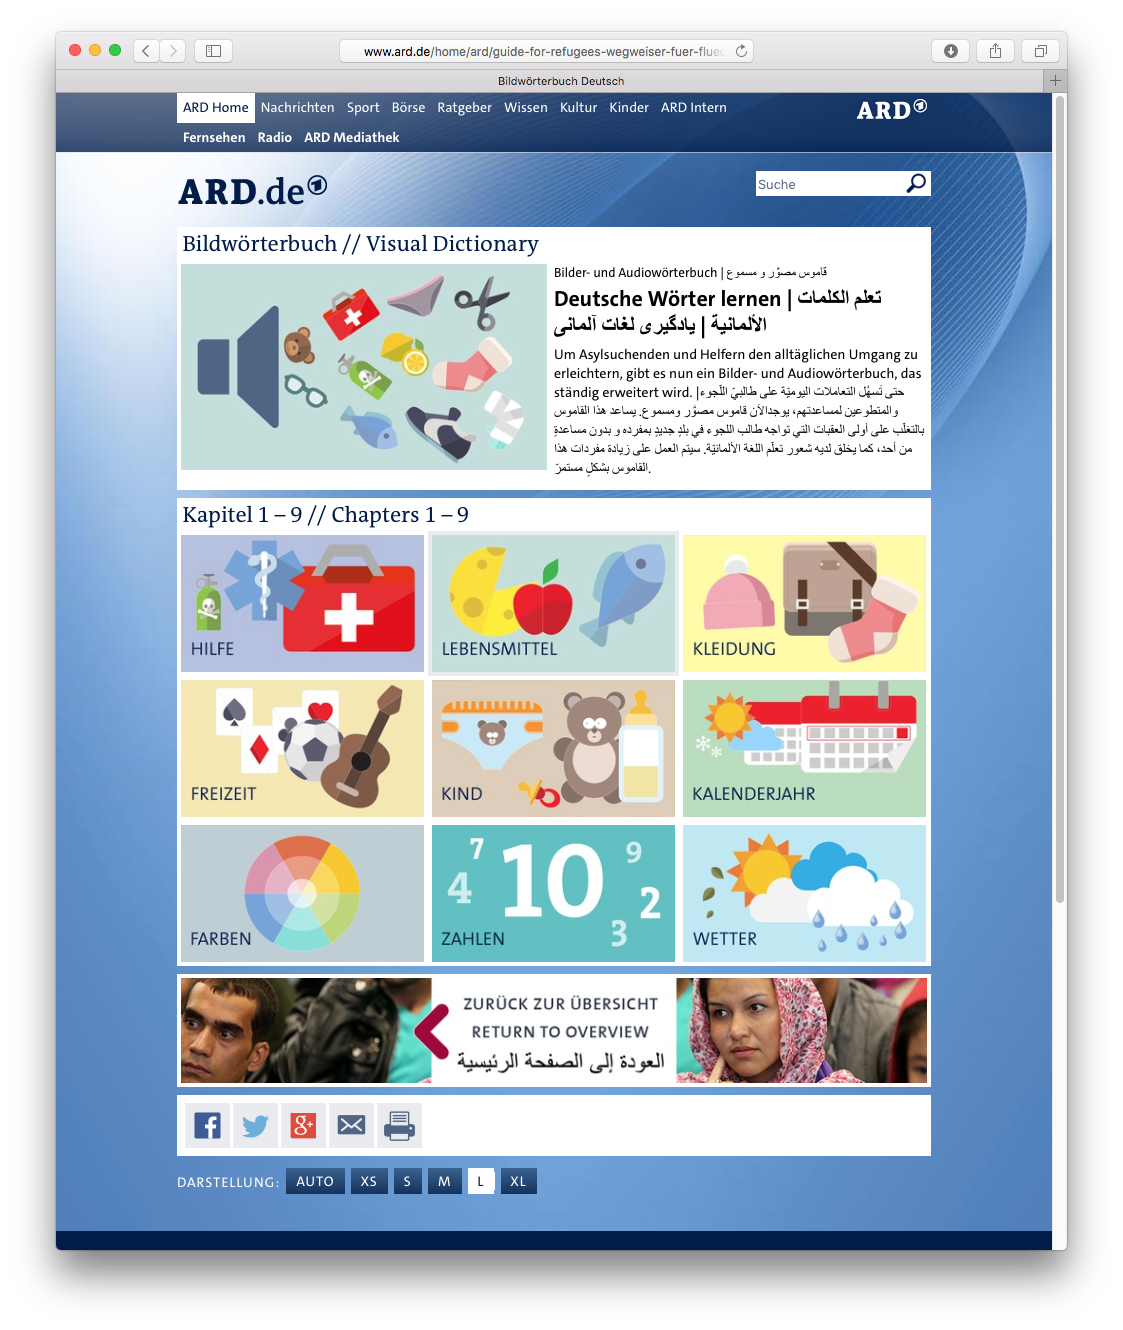 www.ard.de/home/ard/guide-for-refugees-wegweiser-fuer-fluec
Bildwörterbuch Deutsch
ARD Home Nachrichten Sport Börse Ratgeber Wissen Kultur Kinder ARD Intern
ARD
Fernsehen Radio ARD Mediathek
ARD.de
Suche
Bildwörterbuch // Visual Dictionary
Bilder- und Audiowörterbuch | قاموس مصوَّر و مسموع
Deutsche Wörter lernen | تعلم الكلمات
الألمانية | یادگیری لغات آلمانی
Um Asylsuchenden und Helfern den alltäglichen Umgang zu
erleichtern, gibt es nun ein Bilder- und Audiowörterbuch, das
ständig erweitert wird. |حتى تَسهُل التعاملات اليوميّة على طالبيّ اللّجوء
والمتطوعين لمساعدتهم، يوجدالآن قاموس مصوَّر ومسموع. يساعد هذا القاموس
بالتغلّب على أولى العقبات التي تواجه طالب اللجوء في بلدٍ جديدٍ بمفرده و بدون مساعدةٍ
من أحد، كما يخلق لديه شعور تعلّم اللغة الألمانيّة. سيتم العمل على زيادة مفردات هذا
القاموس بشكلٍ مستمرّ.
Kapitel 1 – 9 // Chapters 1 – 9
HILFE
LEBENSMITTEL
KLEIDUNG
FREIZEIT
KIND
KALENDERJAHR
FARBEN
7
4
10
9
2
3
ZAHLEN
WETTER
ZURÜCK ZUR ÜBERSICHT
RETURN TO OVERVIEW
العودة إلى الصفحة الرئيسية
f
g+
DARSTELLUNG: AUTO XS S M L XL